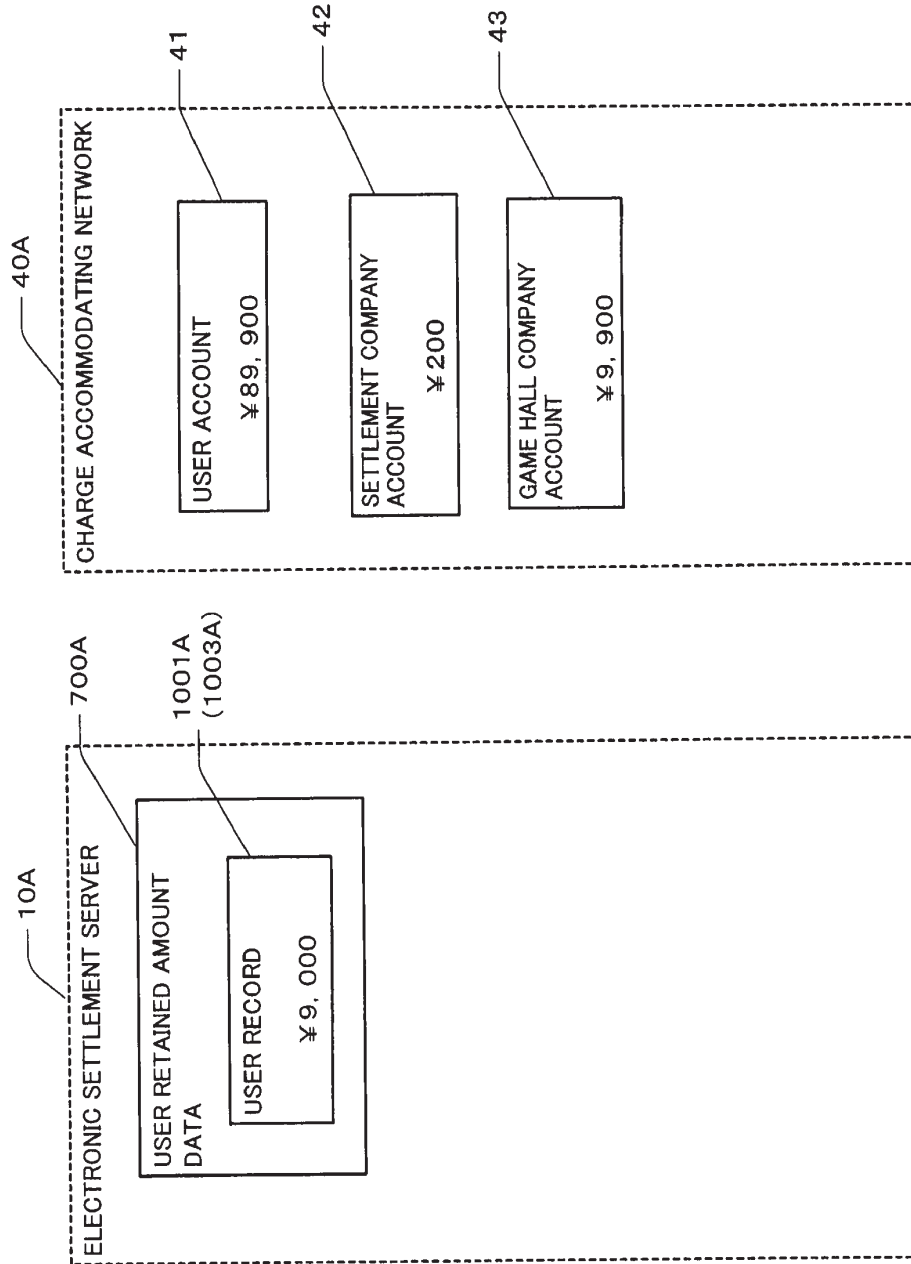 10A
ELECTRONIC SETTLEMENT SERVER
700A
USER RETAINED AMOUNT
DATA
1001A
(1003A)
USER RECORD
¥9, 000
40A
CHARGE ACCOMMODATING NETWORK
41
USER ACCOUNT
¥89, 900
42
SETTLEMENT COMPANY
ACCOUNT
¥200
43
GAME HALL COMPANY
ACCOUNT
¥9, 900